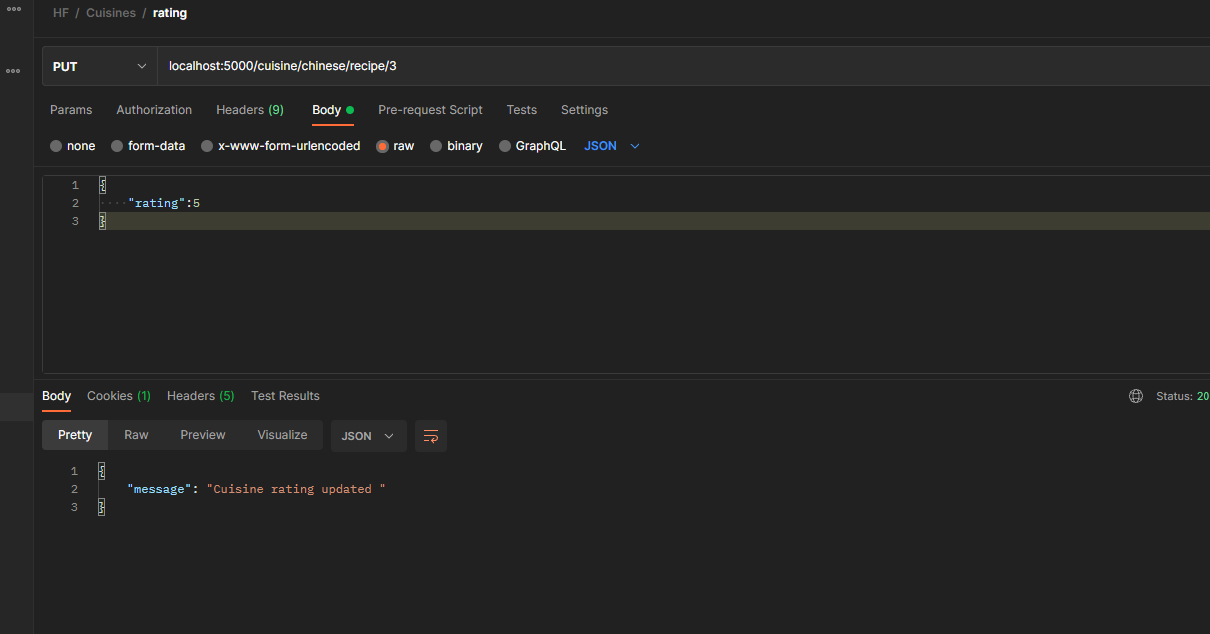 HF / Cuisines / rating
PUT localhost:5000/cuisine/chinese/recipe/3
Params Authorization Headers (9) Body Pre-request Script Tests Settings
none form-data x-www-form-urlencoded raw binary GraphQL JSON
1 {
2 "rating":5
3 }
Body Cookies (1) Headers (5) Test Results Status: 20
Pretty Raw Preview Visualize JSON
1 {
2 "message": "Cuisine rating updated "
3 }